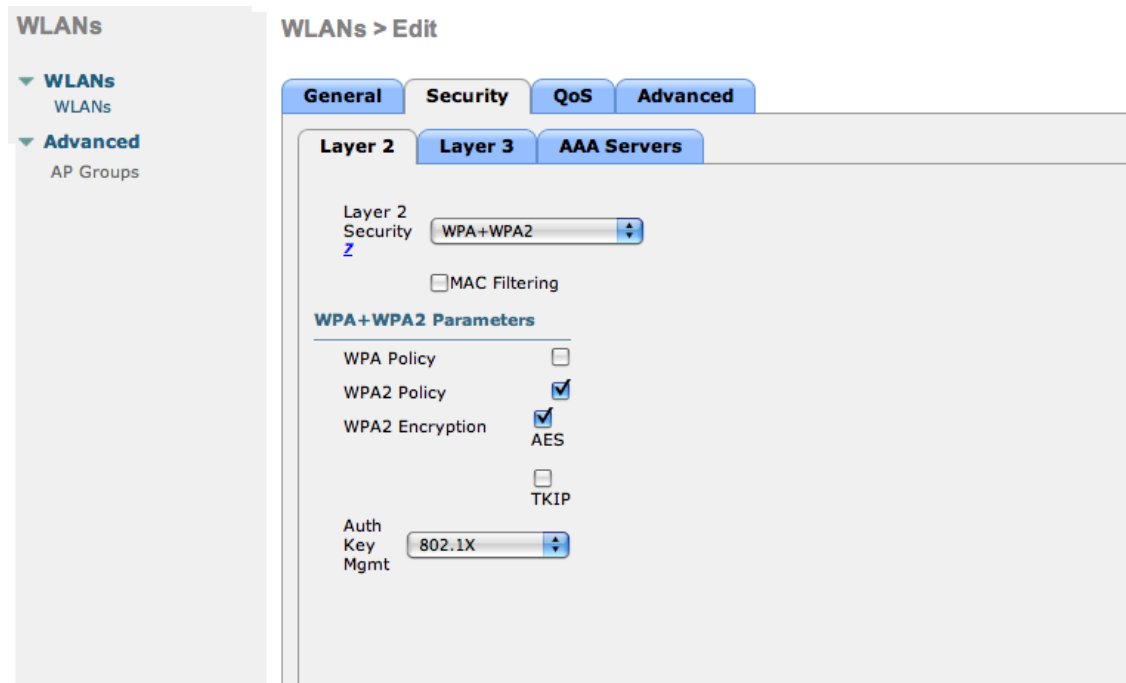 WLANs
WLANs
WLANs
Advanced
AP Groups
WLANs > Edit
General Security QoS Advanced
Layer 2 Layer 3 AAA Servers
Layer 2
Security
7
WPA+WPA2
MAC Filtering
WPA+WPA2 Parameters
WPA Policy
WPA2 Policy
WPA2 Encryption
AES
TKIP
Auth
Key
Mgmt
802.1X